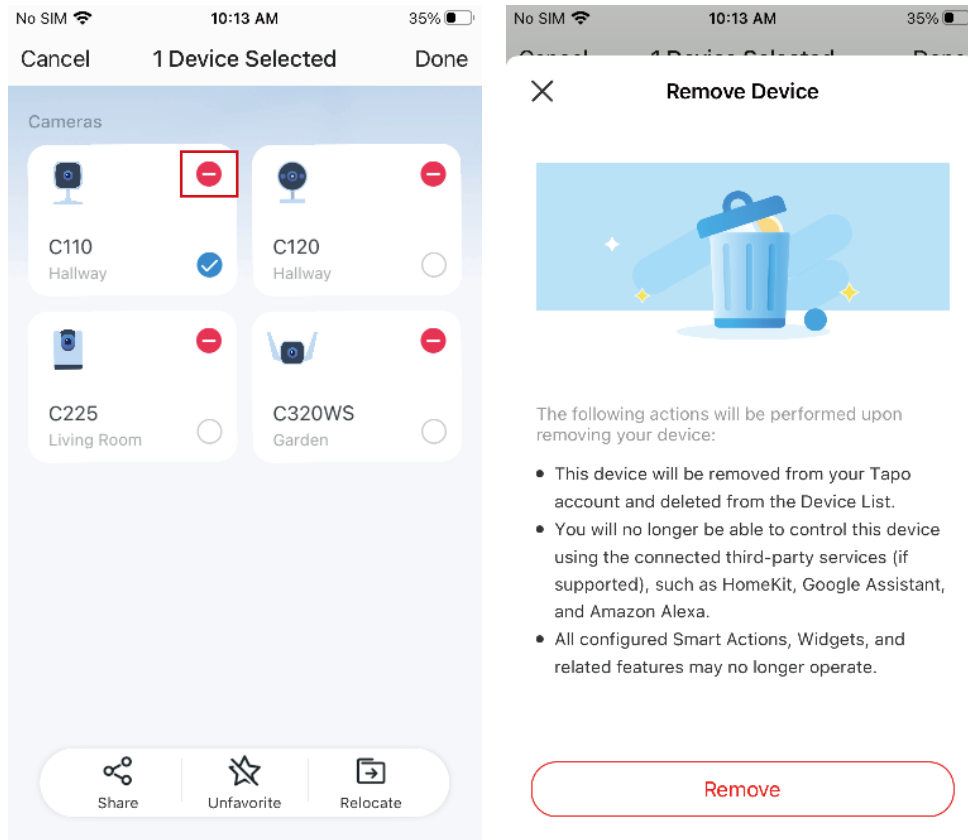 No SIM 10:13 AM 35%
Cancel 1 Device Selected Done
Cameras
C110
Hallway
C120
Hallway
C225
Living Room
C320WS
Garden
Share Unfavorite Relocate
No SIM 10:13 AM 35%
Cancel 1 Device Selected Done
Remove Device
The following actions will be performed upon
removing your device:
• This device will be removed from your Tapo
account and deleted from the Device List.
• You will no longer be able to control this device
using the connected third-party services (if
supported), such as HomeKit, Google Assistant,
and Amazon Alexa.
• All configured Smart Actions, Widgets, and
related features may no longer operate.
Remove